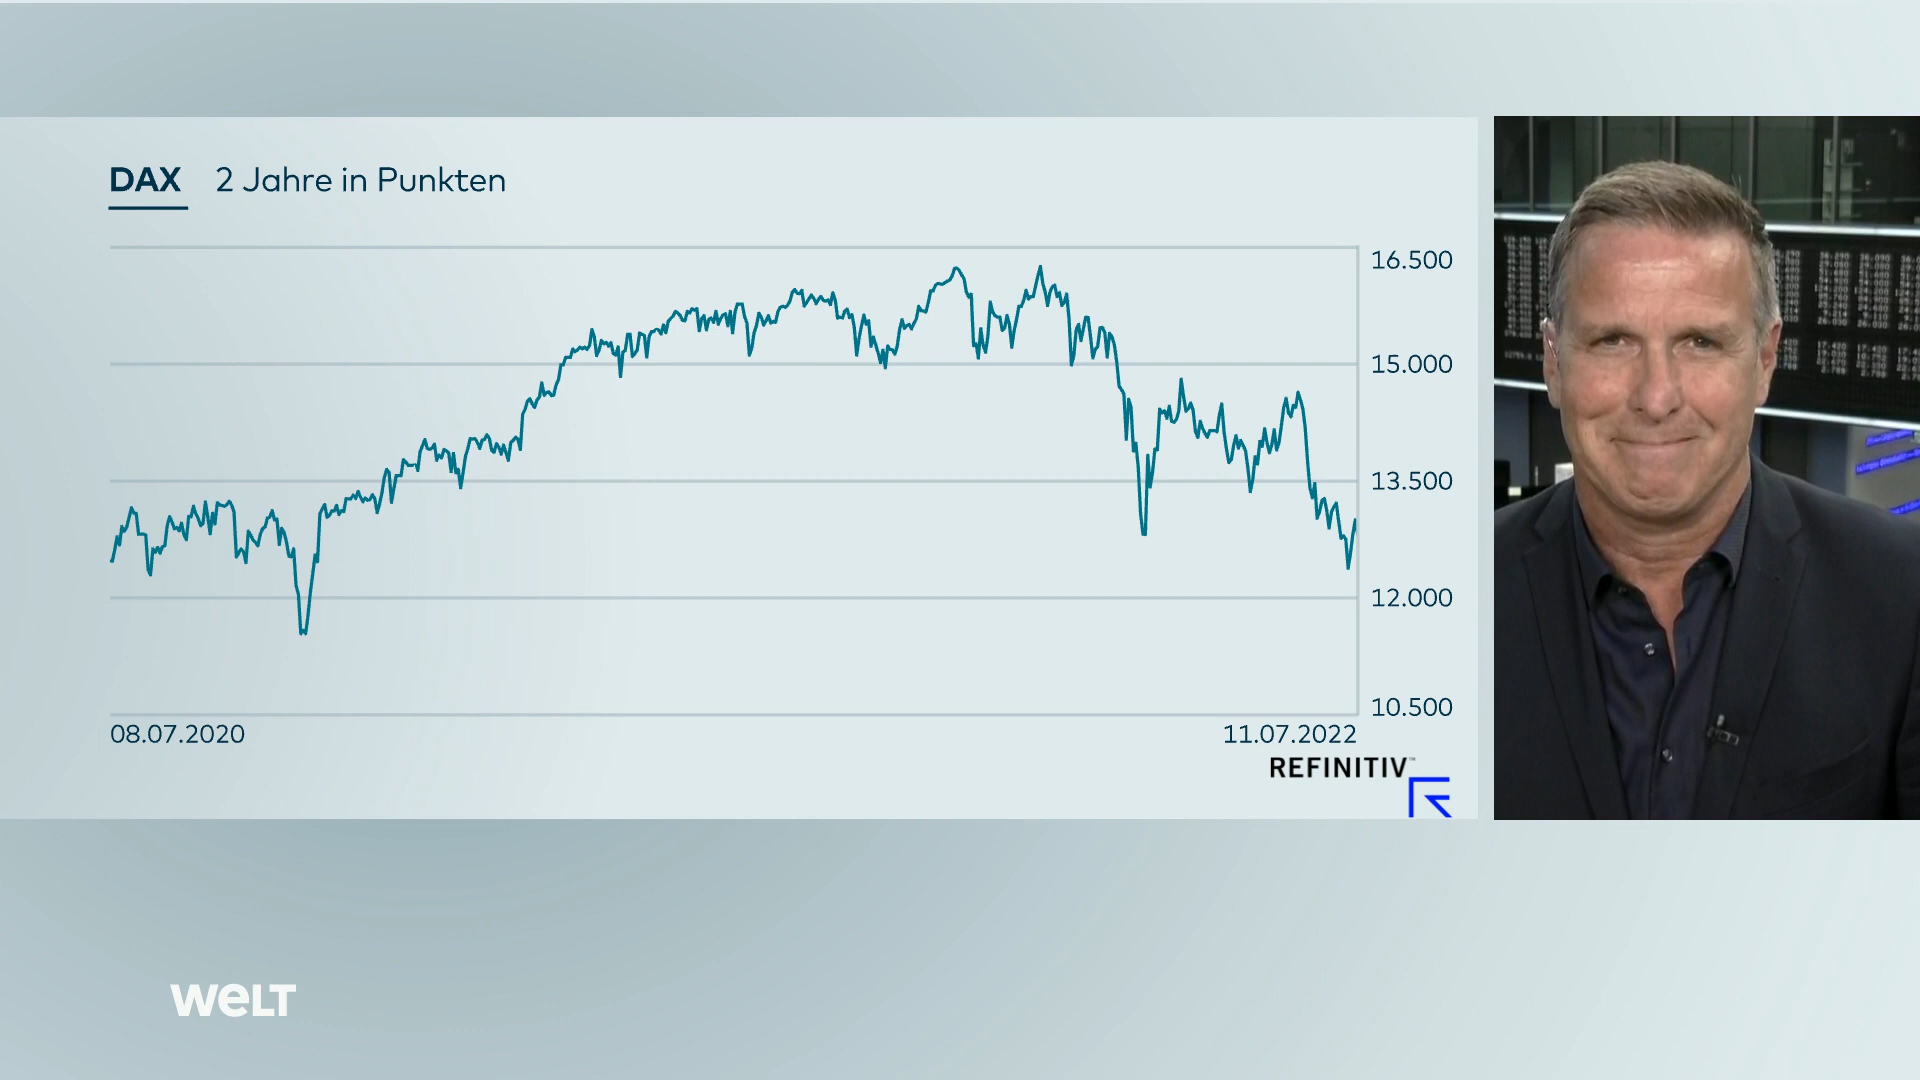 DAX 2 Jahre in Punkten
16.500
15.000
13.500
12.000
10.500
08.07.2020 11.07.2022
REFINITIV™
WELT